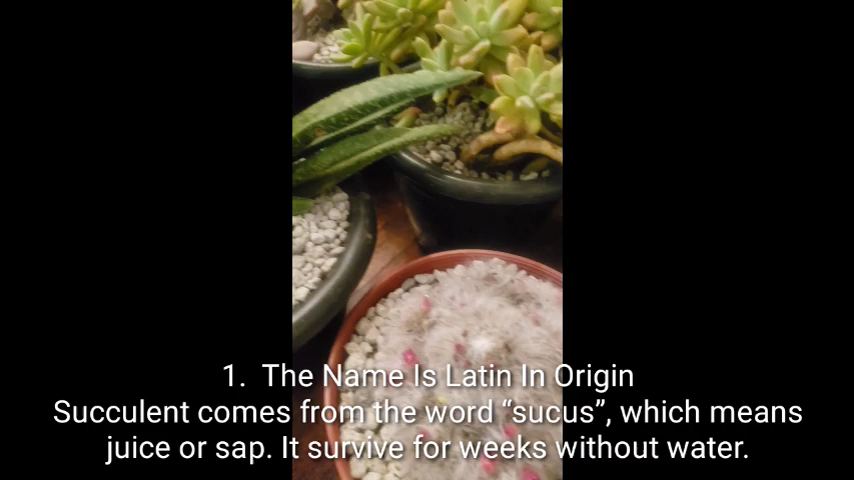 1. The Name Is Latin In Origin
Succulent comes from the word “sucus”, which means
juice or sap. It survive for weeks without water.